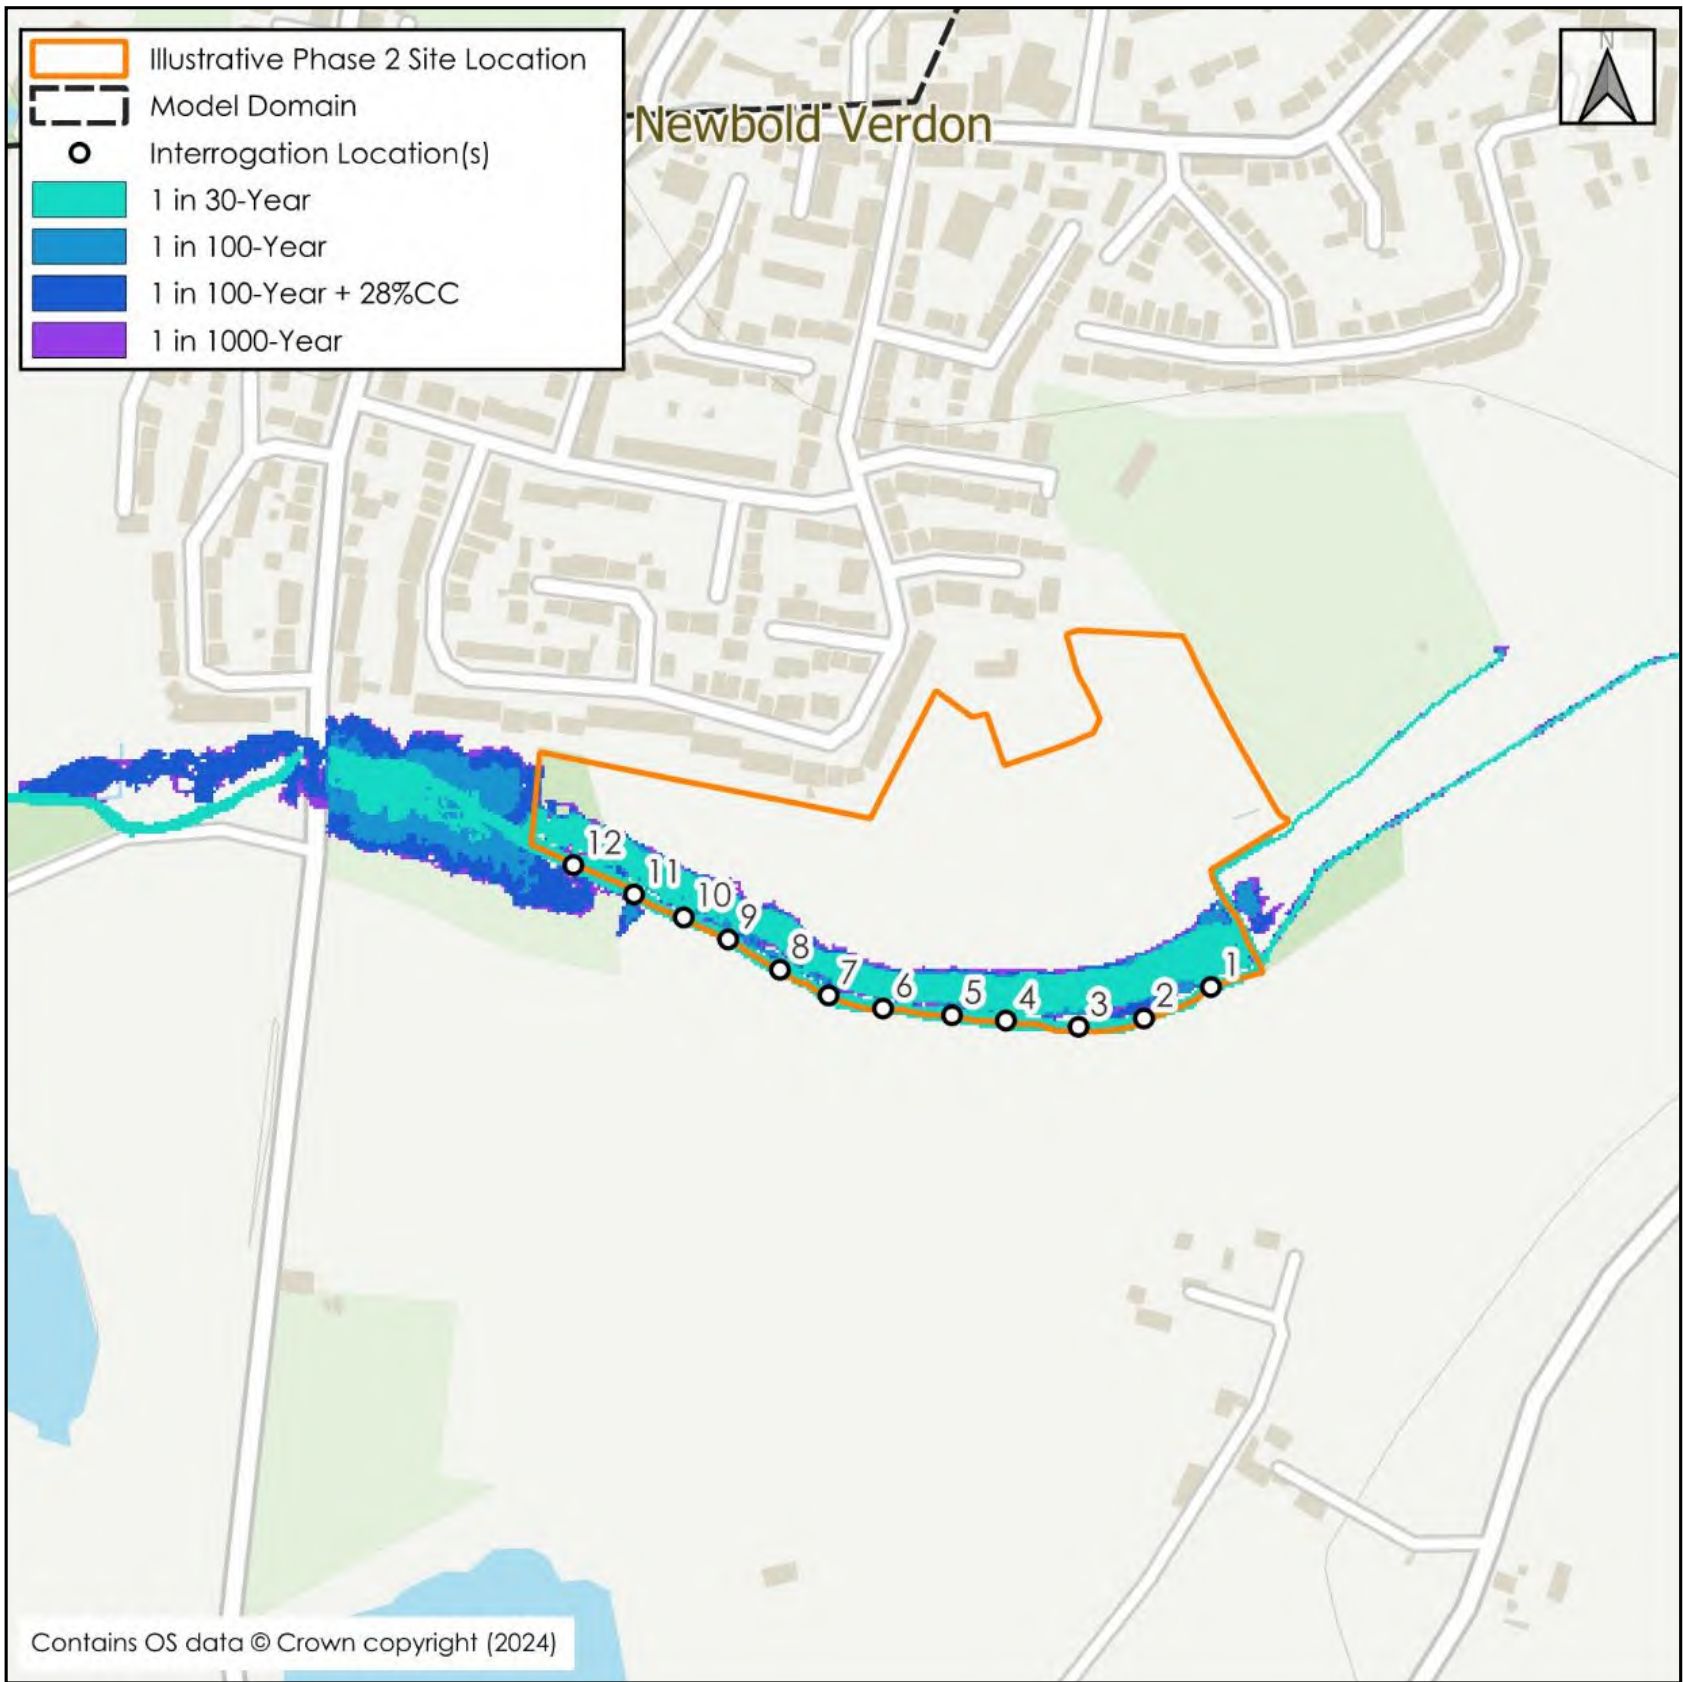 Illustrative Phase 2 Site Location
Model Domain
Interrogation Location(s)
1 in 30-Year
1 in 100-Year
1 in 100-Year + 28%CC
1 in 1000-Year
N
Newbold Verdon
12
11
10
9
8
7
6
5
4
3
2
1
Contains OS data © Crown copyright (2024)